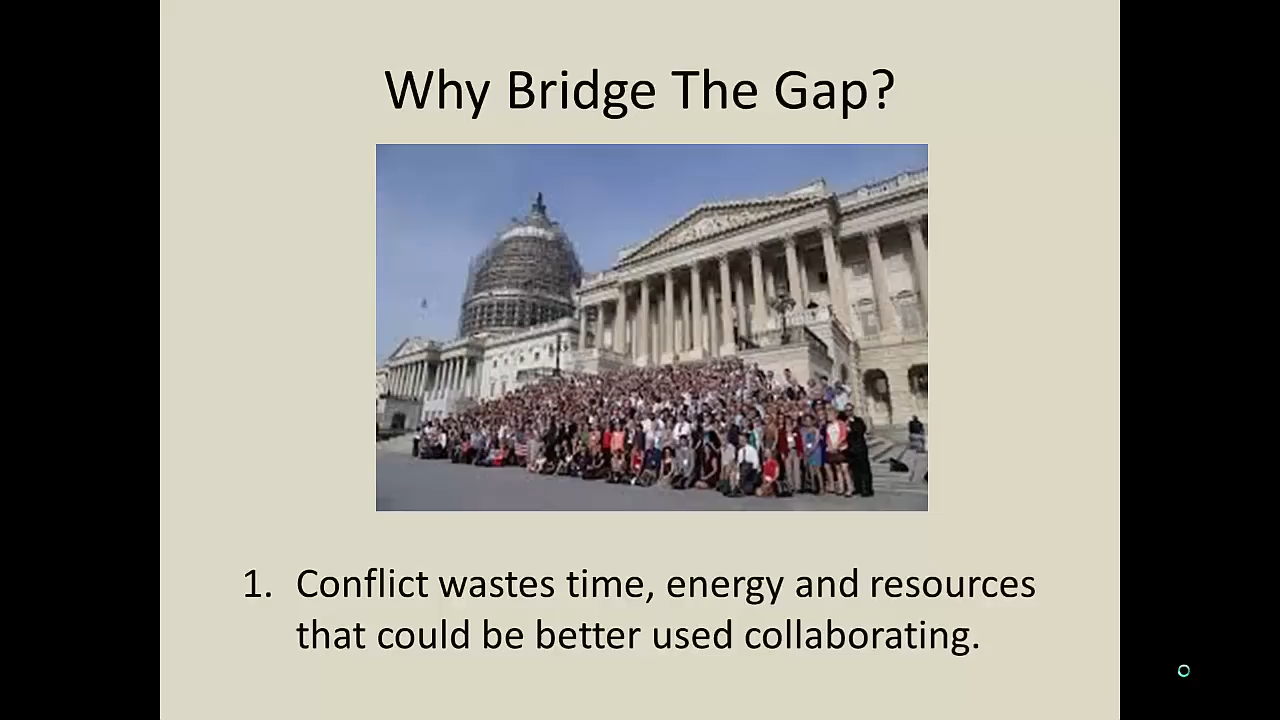 Why Bridge The Gap?
1. Conflict wastes time, energy and resources
that could be better used collaborating.